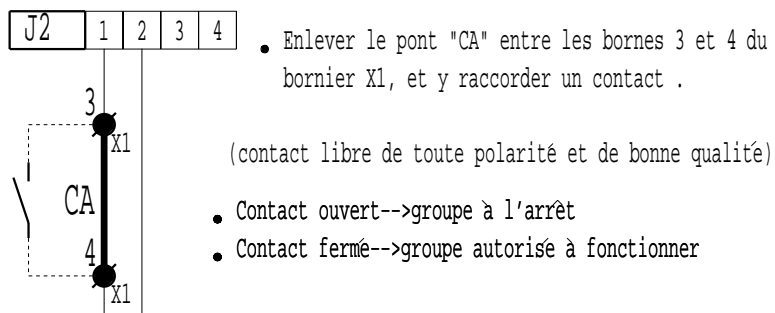 J2 1 2 3 4
• Enlever le pont "CA" entre les bornes 3 et 4 du
bornier X1, et y raccorder un contact .
3
X1
(contact libre de toute polarité et de bonne qualité)
CA
• Contact ouvert-->groupe à l'arrêt
• Contact fermé-->groupe autorisé à fonctionner
4
X1